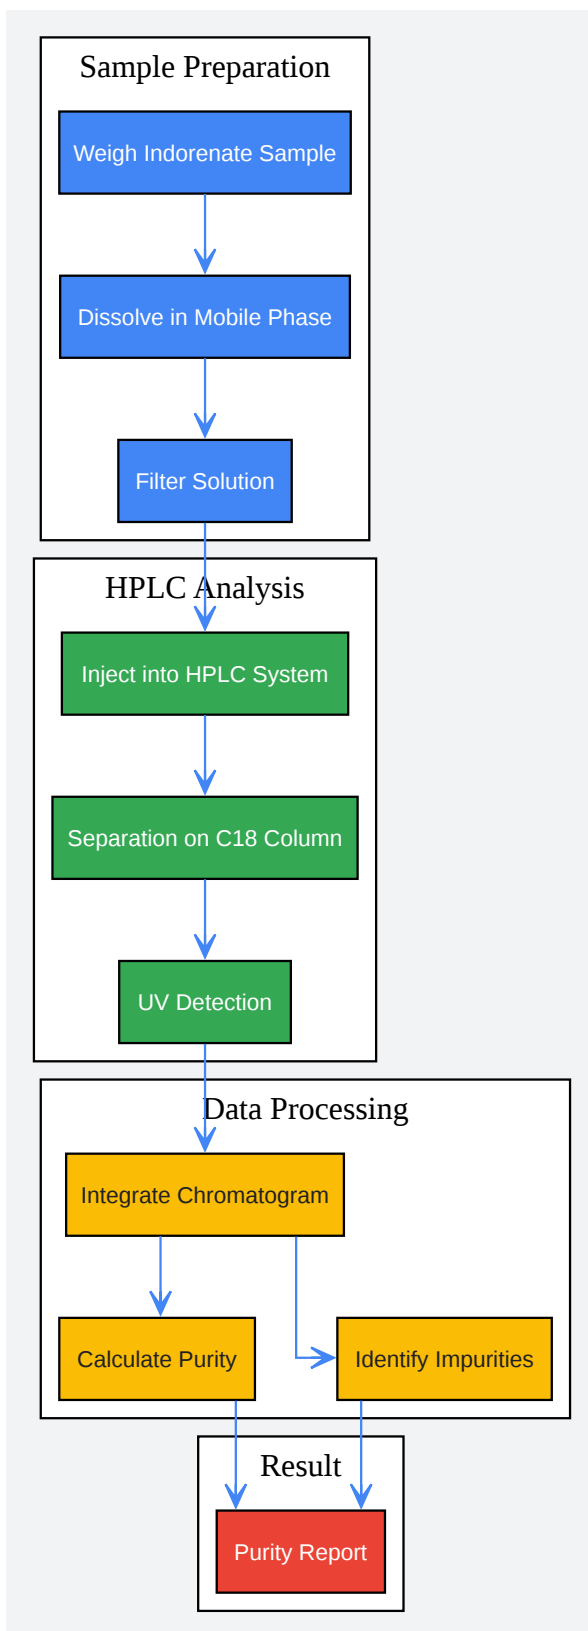 Sample Preparation
Weigh Indorenate Sample
Dissolve in Mobile Phase
Filter Solution
HPLC Analysis
Inject into HPLC System
Separation on C18 Column
UV Detection
Data Processing
Integrate Chromatogram
Calculate Purity
Identify Impurities
Result
Purity Report